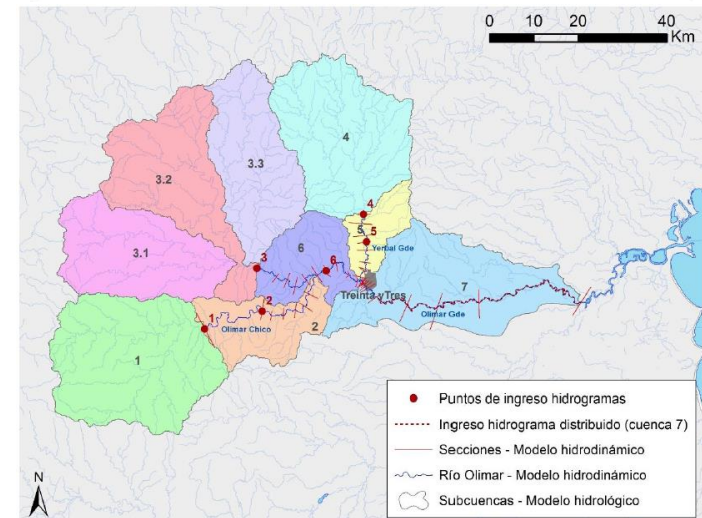 0 10 20 40
Km
4
3.3
3.2
4
5
5
Yerbal Gde
3.1
6
3
6
Treinta yTres
7
2
Olimar Gde
1
Olimar Chico
2
1
Puntos de ingreso hidrogramas
Ingreso hidrograma distribuido (cuenca 7)
Secciones - Modelo hidrodinámico
Río Olimar - Modelo hidrodinámico
Subcuencas - Modelo hidrológico
N